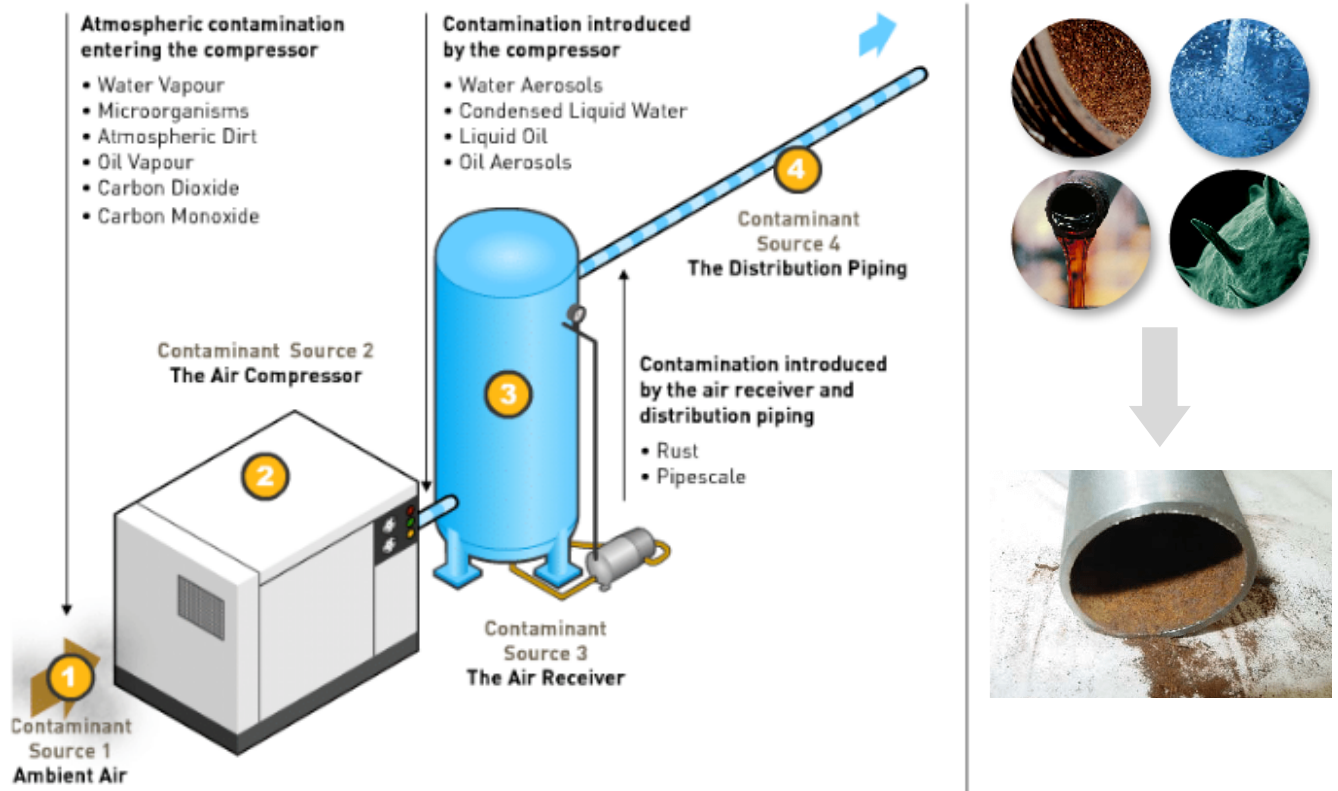 Atmospheric contamination
entering the compressor
• Water Vapour
• Microorganisms
• Atmospheric Dirt
• Oil Vapour
• Carbon Dioxide
• Carbon Monoxide
Contamination introduced
by the compressor
• Water Aerosols
• Condensed Liquid Water
• Liquid Oil
• Oil Aerosols
4
Contaminant
Source 4
The Distribution Piping
Contaminant Source 2
The Air Compressor
3
Contamination introduced
by the air receiver and
distribution piping
• Rust
• Pipescale
2
Contaminant
Source 3
The Air Receiver
1
Contaminant
Source 1
Ambient Air